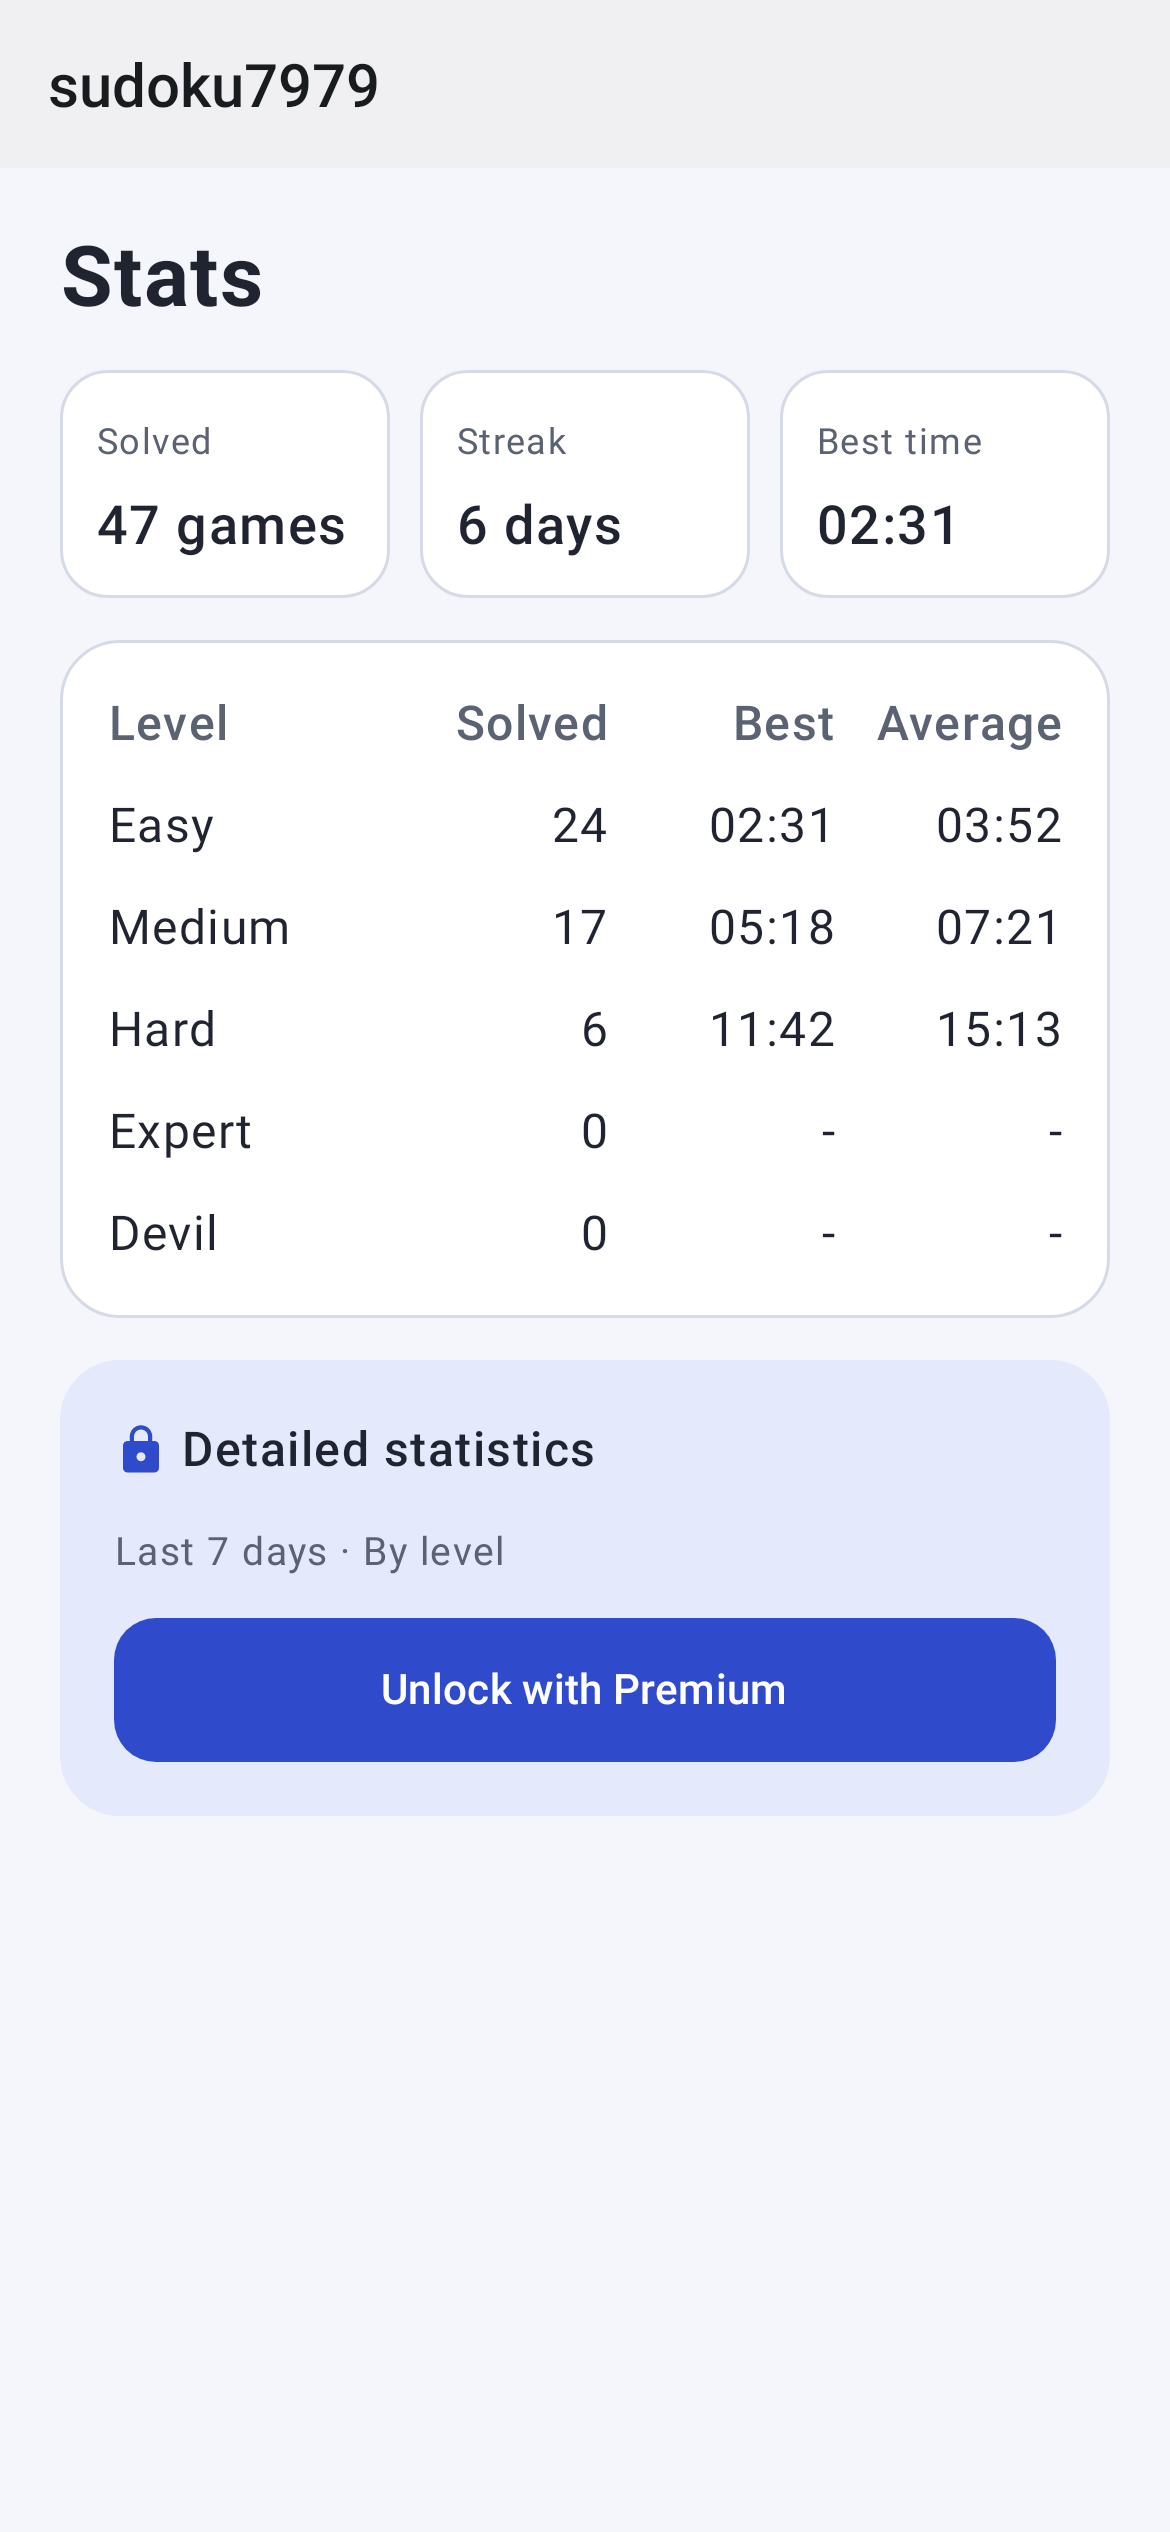 sudoku7979
Stats
Solved Streak Best time
47 games 6 days 02:31
Level Solved Best Average
Easy 24 02:31 03:52
Medium 17 05:18 07:21
Hard 6 11:42 15:13
Expert 0 - -
Devil 0 - -
Detailed statistics
Last 7 days · By level
Unlock with Premium